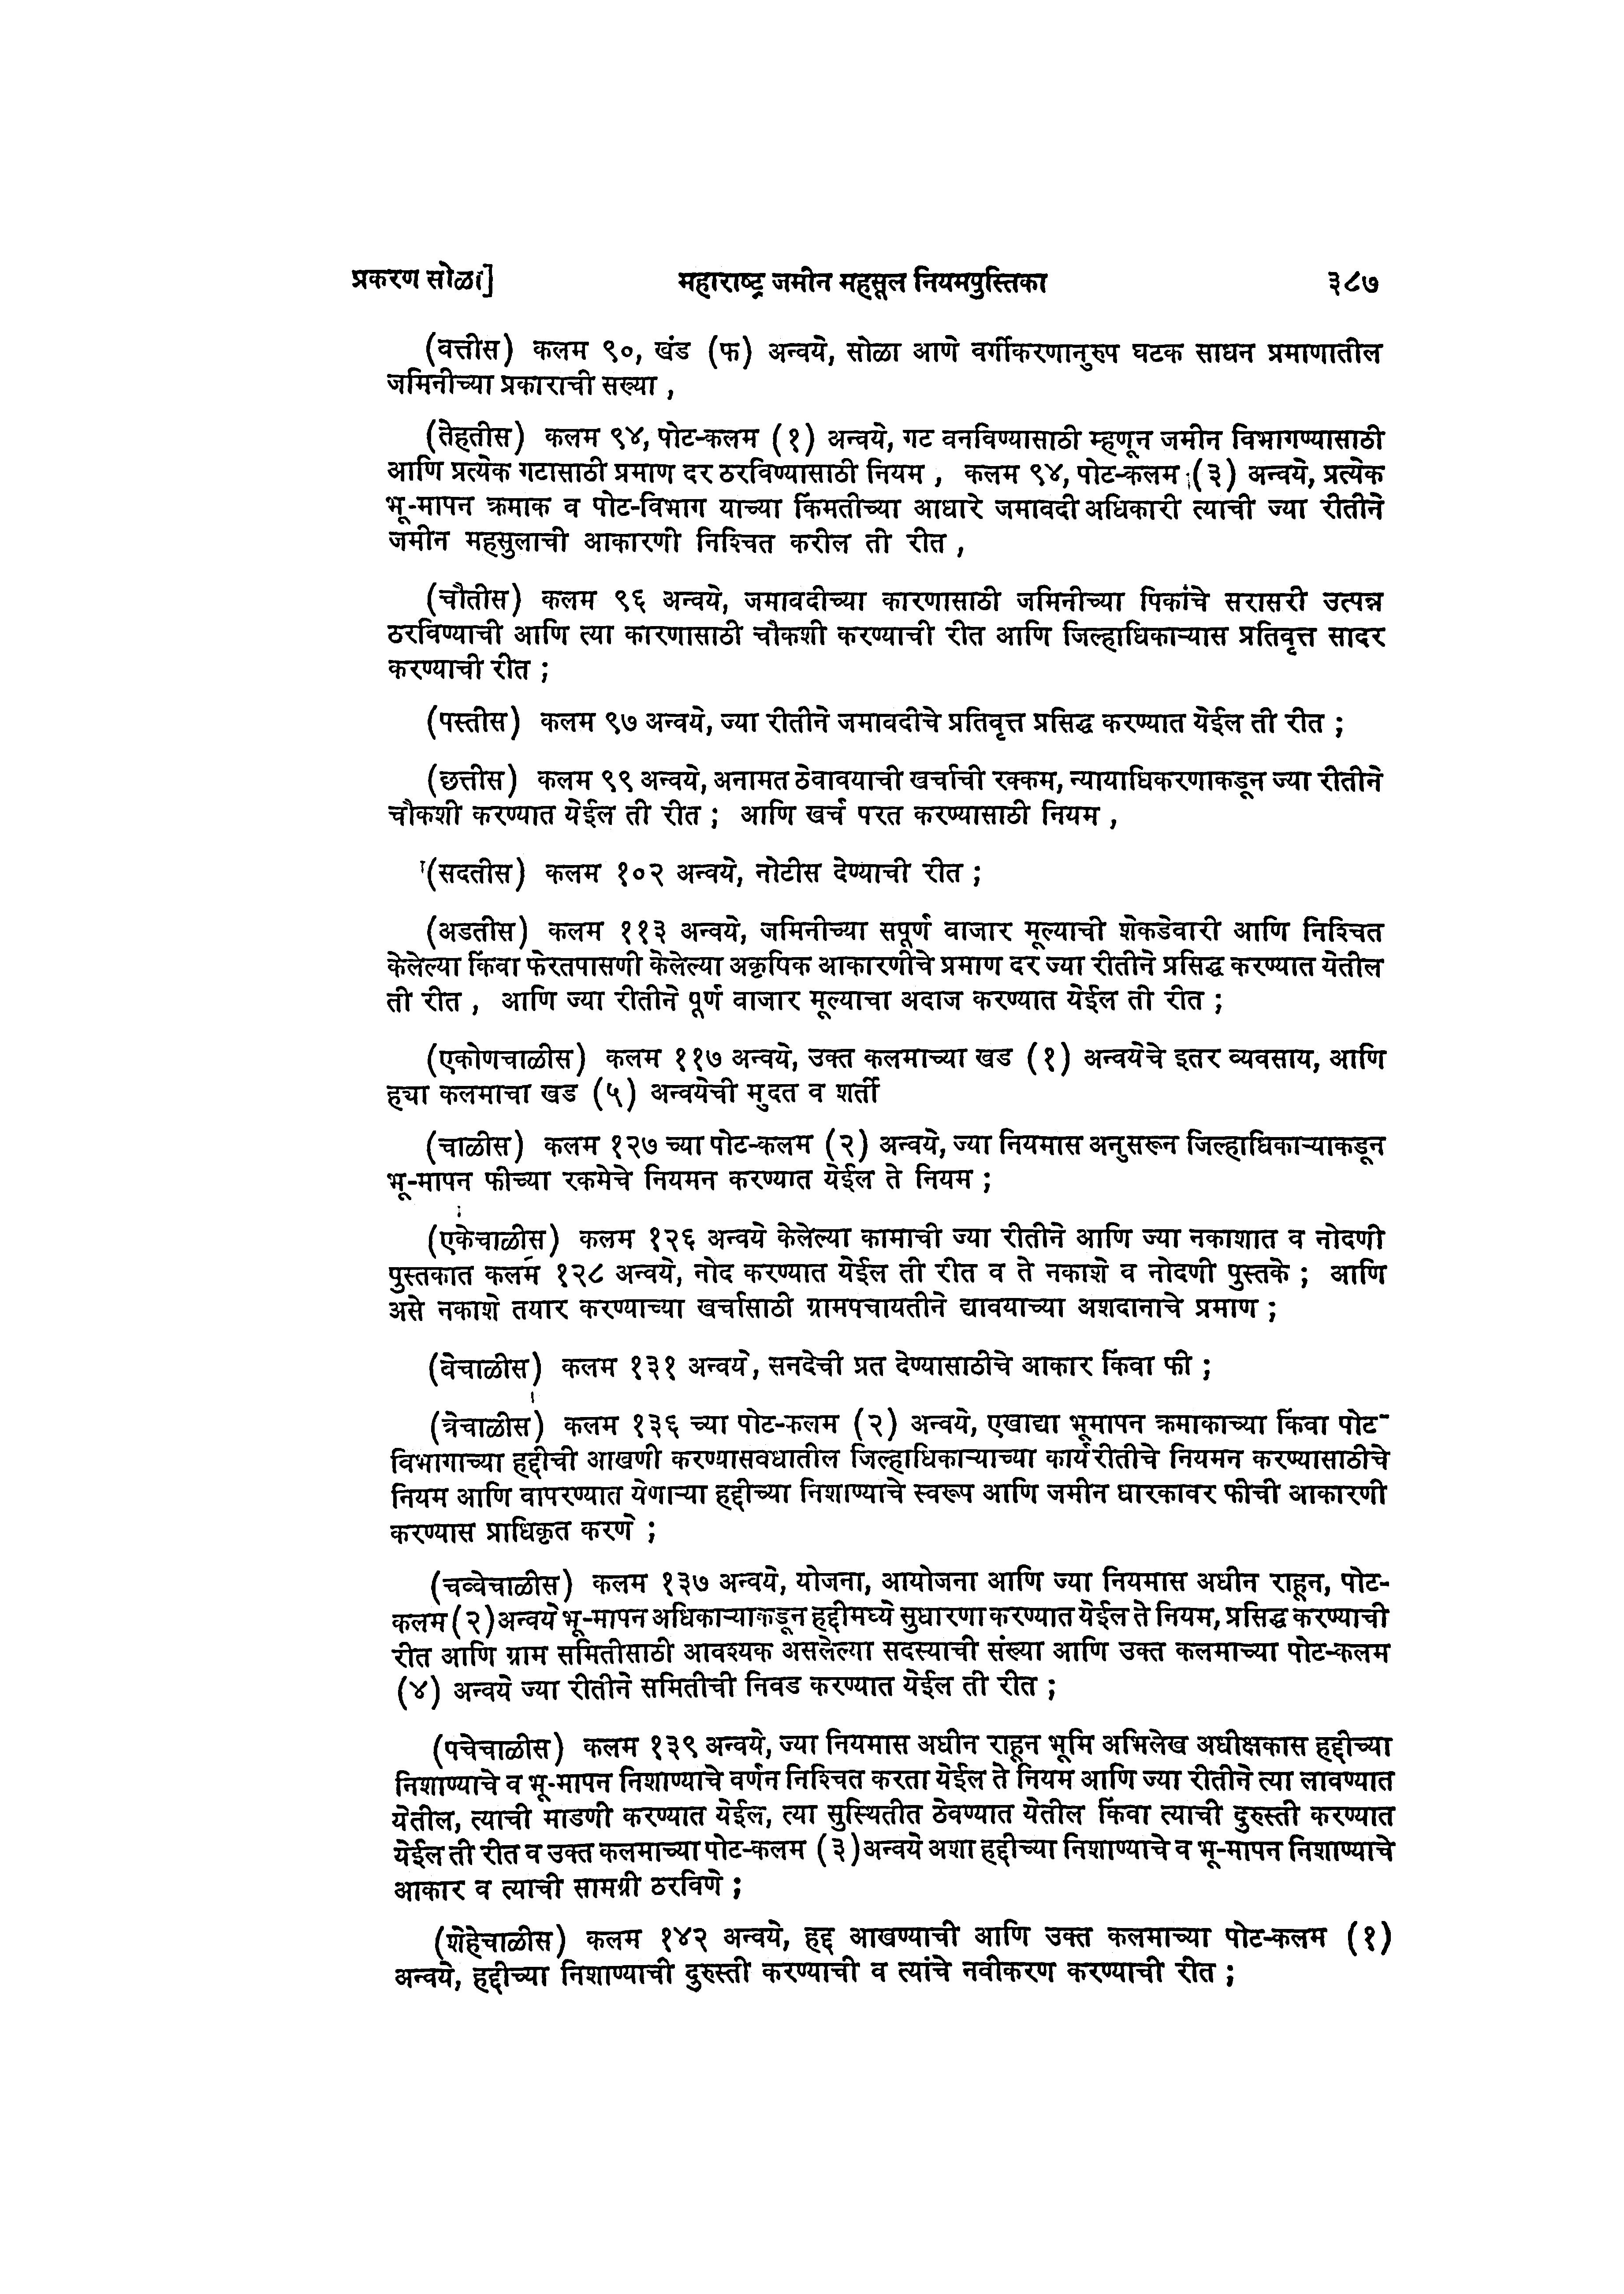 प्रकरण सोळा] महाराष्ट्र जमीन महसूल नियमपुस्तिका ३८७
(वत्तीस) कलम ९०, खंड (फ) अन्वये, सोळा आणे वर्गीकरणानुरुप घटक साधन प्रमाणातील
जमिनीच्या प्रकाराची सख्या ,
(तेहतीस) कलम ९४, पोट-कलम (१) अन्वये, गट वनविण्यासाठी म्हणून जमीन विभागण्यासाठी
आणि प्रत्येक गटासाठी प्रमाण दर ठरविण्यासाठी नियम , कलम ९४, पोट-कलम (३) अन्वये, प्रत्येक
भू-मापन क्रमाक व पोट-विभाग याच्या किंमतीच्या आधारे जमावदी अधिकारी त्याची ज्या रीतीने
जमीन महसुलाची आकारणी निश्चित करील ती रीत ,
(चौतीस) कलम ९६ अन्वये, जमावदीच्या कारणासाठी जमिनीच्या पिकांचे सरासरी उत्पन्न
ठरविण्याची आणि त्या कारणासाठी चौकशी करण्याची रीत आणि जिल्हाधिकाऱ्यास प्रतिवृत्त सादर
करण्याची रीत ;
(पस्तीस) कलम ९७ अन्वये, ज्या रीतीने जमावदीचे प्रतिवृत्त प्रसिद्ध करण्यात येईल ती रीत ;
(छत्तीस) कलम ९९ अन्वये, अनामत ठेवावयाची खर्चाची रक्कम, न्यायाधिकरणाकडून ज्या रीतीने
चौकशी करण्यात येईल ती रीत ; आणि खर्च परत करण्यासाठी नियम ,
(सदतीस) कलम १०२ अन्वये, नोटीस देण्याची रीत ;
(अडतीस) कलम ११३ अन्वये, जमिनीच्या सपूर्ण वाजार मूल्याची शेकडेवारी आणि निश्चित
केलेल्या किंवा फेरतपासणी केलेल्या अकृपिक आकारणीचे प्रमाण दर ज्या रीतीने प्रसिद्ध करण्यात येतील
ती रीत , आणि ज्या रीतीने पूर्ण वाजार मूल्याचा अदाज करण्यात येईल ती रीत ;
(एकोणचाळीस) कलम ११७ अन्वये, उक्त कलमाच्या खड (१) अन्वयेचे इतर व्यवसाय, आणि
ह्या कलमाचा खड (५) अन्वयेची मुदत व शर्ती
(चाळीस) कलम १२७ च्या पोट-कलम (२) अन्वये, ज्या नियमास अनुसरून जिल्हाधिकाऱ्याकडून
भू-मापन फीच्या रकमेचे नियमन करण्यात येईल ते नियम ;
(एकेचाळीस) कलम १२६ अन्वये केलेल्या कामाची ज्या रीतीने आणि ज्या नकाशात व नोदणी
पुस्तकात कलम १२८ अन्वये, नोद करण्यात येईल ती रीत व ते नकाशे व नोदणी पुस्तके ; आणि
असे नकाशे तयार करण्याच्या खर्चासाठी ग्रामपचायतीने द्यावयाच्या अशदानाचे प्रमाण ;
(वेचाळीस) कलम १३१ अन्वये, सनदेची प्रत देण्यासाठीचे आकार किंवा फी ;
(त्रेचाळीस) कलम १३६ च्या पोट-कलम (२) अन्वये, एखाद्या भूमापन क्रमाकाच्या किंवा पोट-
विभागाच्या हद्दीची आखणी करण्यासवधातील जिल्हाधिकाऱ्याच्या कार्यरीतीचे नियमन करण्यासाठीचे
नियम आणि वापरण्यात येणाऱ्या हद्दीच्या निशाण्याचे स्वरूप आणि जमीन धारकावर फीची आकारणी
करण्यास प्राधिकृत करणे ;
(चव्वेचाळीस) कलम १३७ अन्वये, योजना, आयोजना आणि ज्या नियमास अधीन राहून, पोट-
कलम (२) अन्वये भू-मापन अधिकाऱ्याकडून हद्दीमध्ये सुधारणा करण्यात येईल ते नियम, प्रसिद्ध करण्याची
रीत आणि ग्राम समितीसाठी आवश्यक असलेल्या सदस्याची संख्या आणि उक्त कलमाच्या पोट-कलम
(४) अन्वये ज्या रीतीने समितीची निवड करण्यात येईल ती रीत ;
(पचेचाळीस) कलम १३९ अन्वये, ज्या नियमास अधीन राहून भूमि अभिलेख अधीक्षकास हद्दीच्या
निशाण्याचे व भू-मापन निशाण्याचे वर्णन निश्चित करता येईल ते नियम आणि ज्या रीतीने त्या लावण्यात
येतील, त्याची माडणी करण्यात येईल, त्या सुस्थितीत ठेवण्यात येतील किंवा त्याची दुरुस्ती करण्यात
येईल ती रीत व उक्त कलमाच्या पोट-कलम (३) अन्वये अशा हद्दीच्या निशाण्याचे व भू-मापन निशाण्याचे
आकार व त्याची सामग्री ठरविणे ;
(शेहेचाळीस) कलम १४२ अन्वये, हद्द आखण्याची आणि उक्त कलमाच्या पोट-कलम (१)
अन्वये, हद्दीच्या निशाण्याची दुरुस्ती करण्याची व त्यांचे नवीकरण करण्याची रीत ;